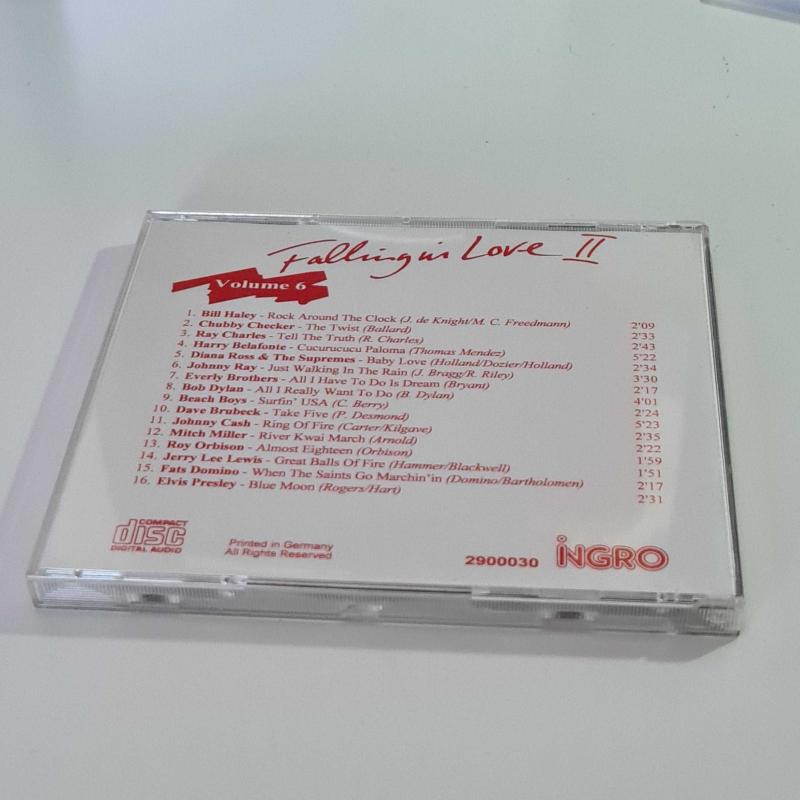 Falling in Love II
Volume 6
1. Bill Haley - Rock Around The Clock (J. de Knight/M. C. Freedmann) 2'09
2. Chubby Checker - The Twist (Ballard) 2'33
3. Ray Charles - Tell The Truth (R. Charles) 2'43
4. Harry Belafonte - Cucurucucu Paloma (Thomas Mendez) 5'22
5. Diana Ross & The Supremes - Baby Love (Holland/Dozier/Holland) 2'34
6. Johnny Ray - Just Walking In The Rain (J. Bragg/R. Riley) 3'30
7. Everly Brothers - All I Have To Do Is Dream (Bryant) 2'17
8. Bob Dylan - All I Really Want To Do (B. Dylan) 4'01
9. Beach Boys - Surfin' USA (C. Berry) 2'24
10. Dave Brubeck - Take Five (P. Desmond) 5'23
11. Johnny Cash - Ring Of Fire (Carter/Kilgave) 2'35
12. Mitch Miller - River Kwai March (Arnold) 2'22
13. Roy Orbison - Almost Eighteen (Orbison) 1'59
14. Jerry Lee Lewis - Great Balls Of Fire (Hammer/Blackwell) 1'51
15. Fats Domino - When The Saints Go Marchin'in (Domino/Bartholomen) 2'17
16. Elvis Presley - Blue Moon (Rogers/Hart) 2'31
COMPACT
disc
DIGITAL AUDIO
Printed in Germany
All Rights Reserved
2900030 iNGRO